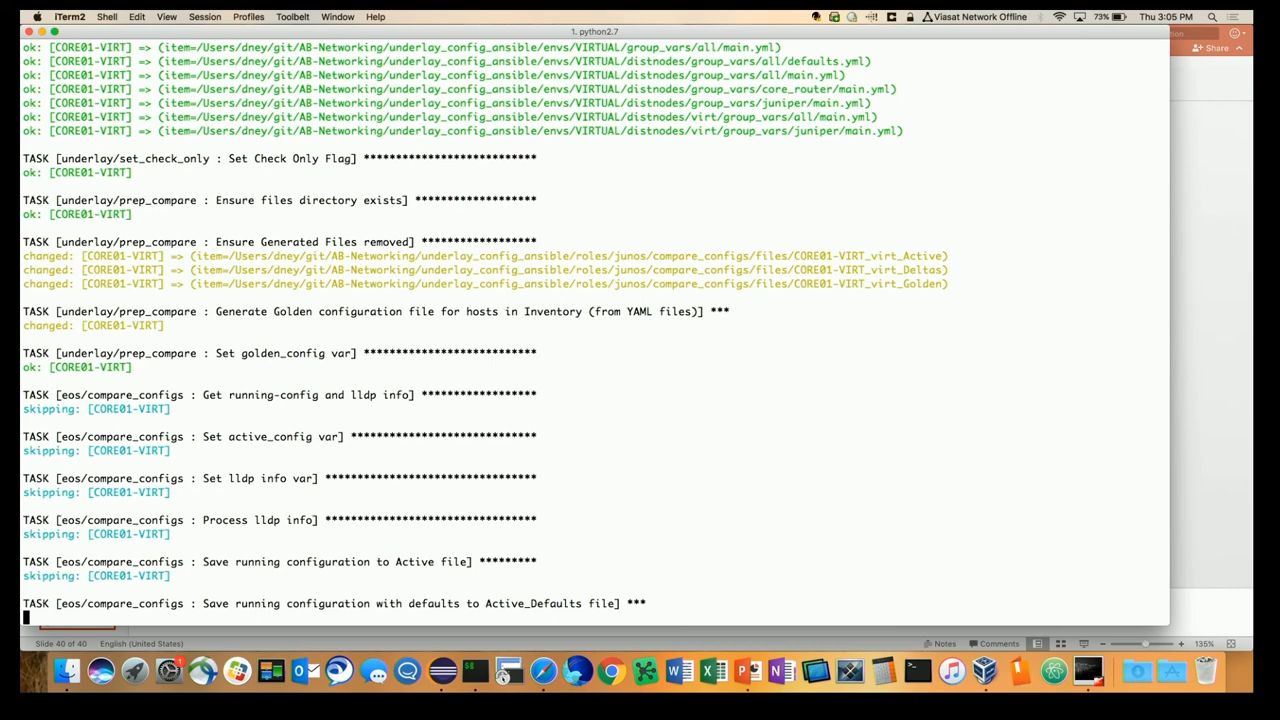 iTerm2 Shell Edit View Session Profiles Toolbelt Window Help Viasat Network Offline 73% Thu 3:05 PM
1. python2.7
ok: [CORE01-VIRT] => (item=/Users/dney/git/AB-Networking/underlay_config_ansible/envs/VIRTUAL/group_vars/all/main.yml)
ok: [CORE01-VIRT] => (item=/Users/dney/git/AB-Networking/underlay_config_ansible/envs/VIRTUAL/distnodes/group_vars/all/defaults.yml)
ok: [CORE01-VIRT] => (item=/Users/dney/git/AB-Networking/underlay_config_ansible/envs/VIRTUAL/distnodes/group_vars/all/main.yml)
ok: [CORE01-VIRT] => (item=/Users/dney/git/AB-Networking/underlay_config_ansible/envs/VIRTUAL/distnodes/group_vars/core_router/main.yml)
ok: [CORE01-VIRT] => (item=/Users/dney/git/AB-Networking/underlay_config_ansible/envs/VIRTUAL/distnodes/group_vars/juniper/main.yml)
ok: [CORE01-VIRT] => (item=/Users/dney/git/AB-Networking/underlay_config_ansible/envs/VIRTUAL/distnodes/virt/group_vars/all/main.yml)
ok: [CORE01-VIRT] => (item=/Users/dney/git/AB-Networking/underlay_config_ansible/envs/VIRTUAL/distnodes/virt/group_vars/juniper/main.yml)
TASK [underlay/set_check_only : Set Check Only Flag] ***************************
ok: [CORE01-VIRT]
TASK [underlay/prep_compare : Ensure files directory exists] *******************
ok: [CORE01-VIRT]
TASK [underlay/prep_compare : Ensure Generated Files removed] ******************
changed: [CORE01-VIRT] => (item=/Users/dney/git/AB-Networking/underlay_config_ansible/roles/junos/compare_configs/files/CORE01-VIRT_virt_Active)
changed: [CORE01-VIRT] => (item=/Users/dney/git/AB-Networking/underlay_config_ansible/roles/junos/compare_configs/files/CORE01-VIRT_virt_Deltas)
changed: [CORE01-VIRT] => (item=/Users/dney/git/AB-Networking/underlay_config_ansible/roles/junos/compare_configs/files/CORE01-VIRT_virt_Golden)
TASK [underlay/prep_compare : Generate Golden configuration file for hosts in Inventory (from YAML files)] ***
changed: [CORE01-VIRT]
TASK [underlay/prep_compare : Set golden_config var] ***************************
ok: [CORE01-VIRT]
TASK [eos/compare_configs : Get running-config and lldp info] ******************
skipping: [CORE01-VIRT]
TASK [eos/compare_configs : Set active_config var] *****************************
skipping: [CORE01-VIRT]
TASK [eos/compare_configs : Set lldp info var] *********************************
skipping: [CORE01-VIRT]
TASK [eos/compare_configs : Process lldp info] *********************************
skipping: [CORE01-VIRT]
TASK [eos/compare_configs : Save running configuration to Active file] *********
skipping: [CORE01-VIRT]
TASK [eos/compare_configs : Save running configuration with defaults to Active_Defaults file] ***
Share
Slide 40 of 40 English (United States) Notes Comments 135%